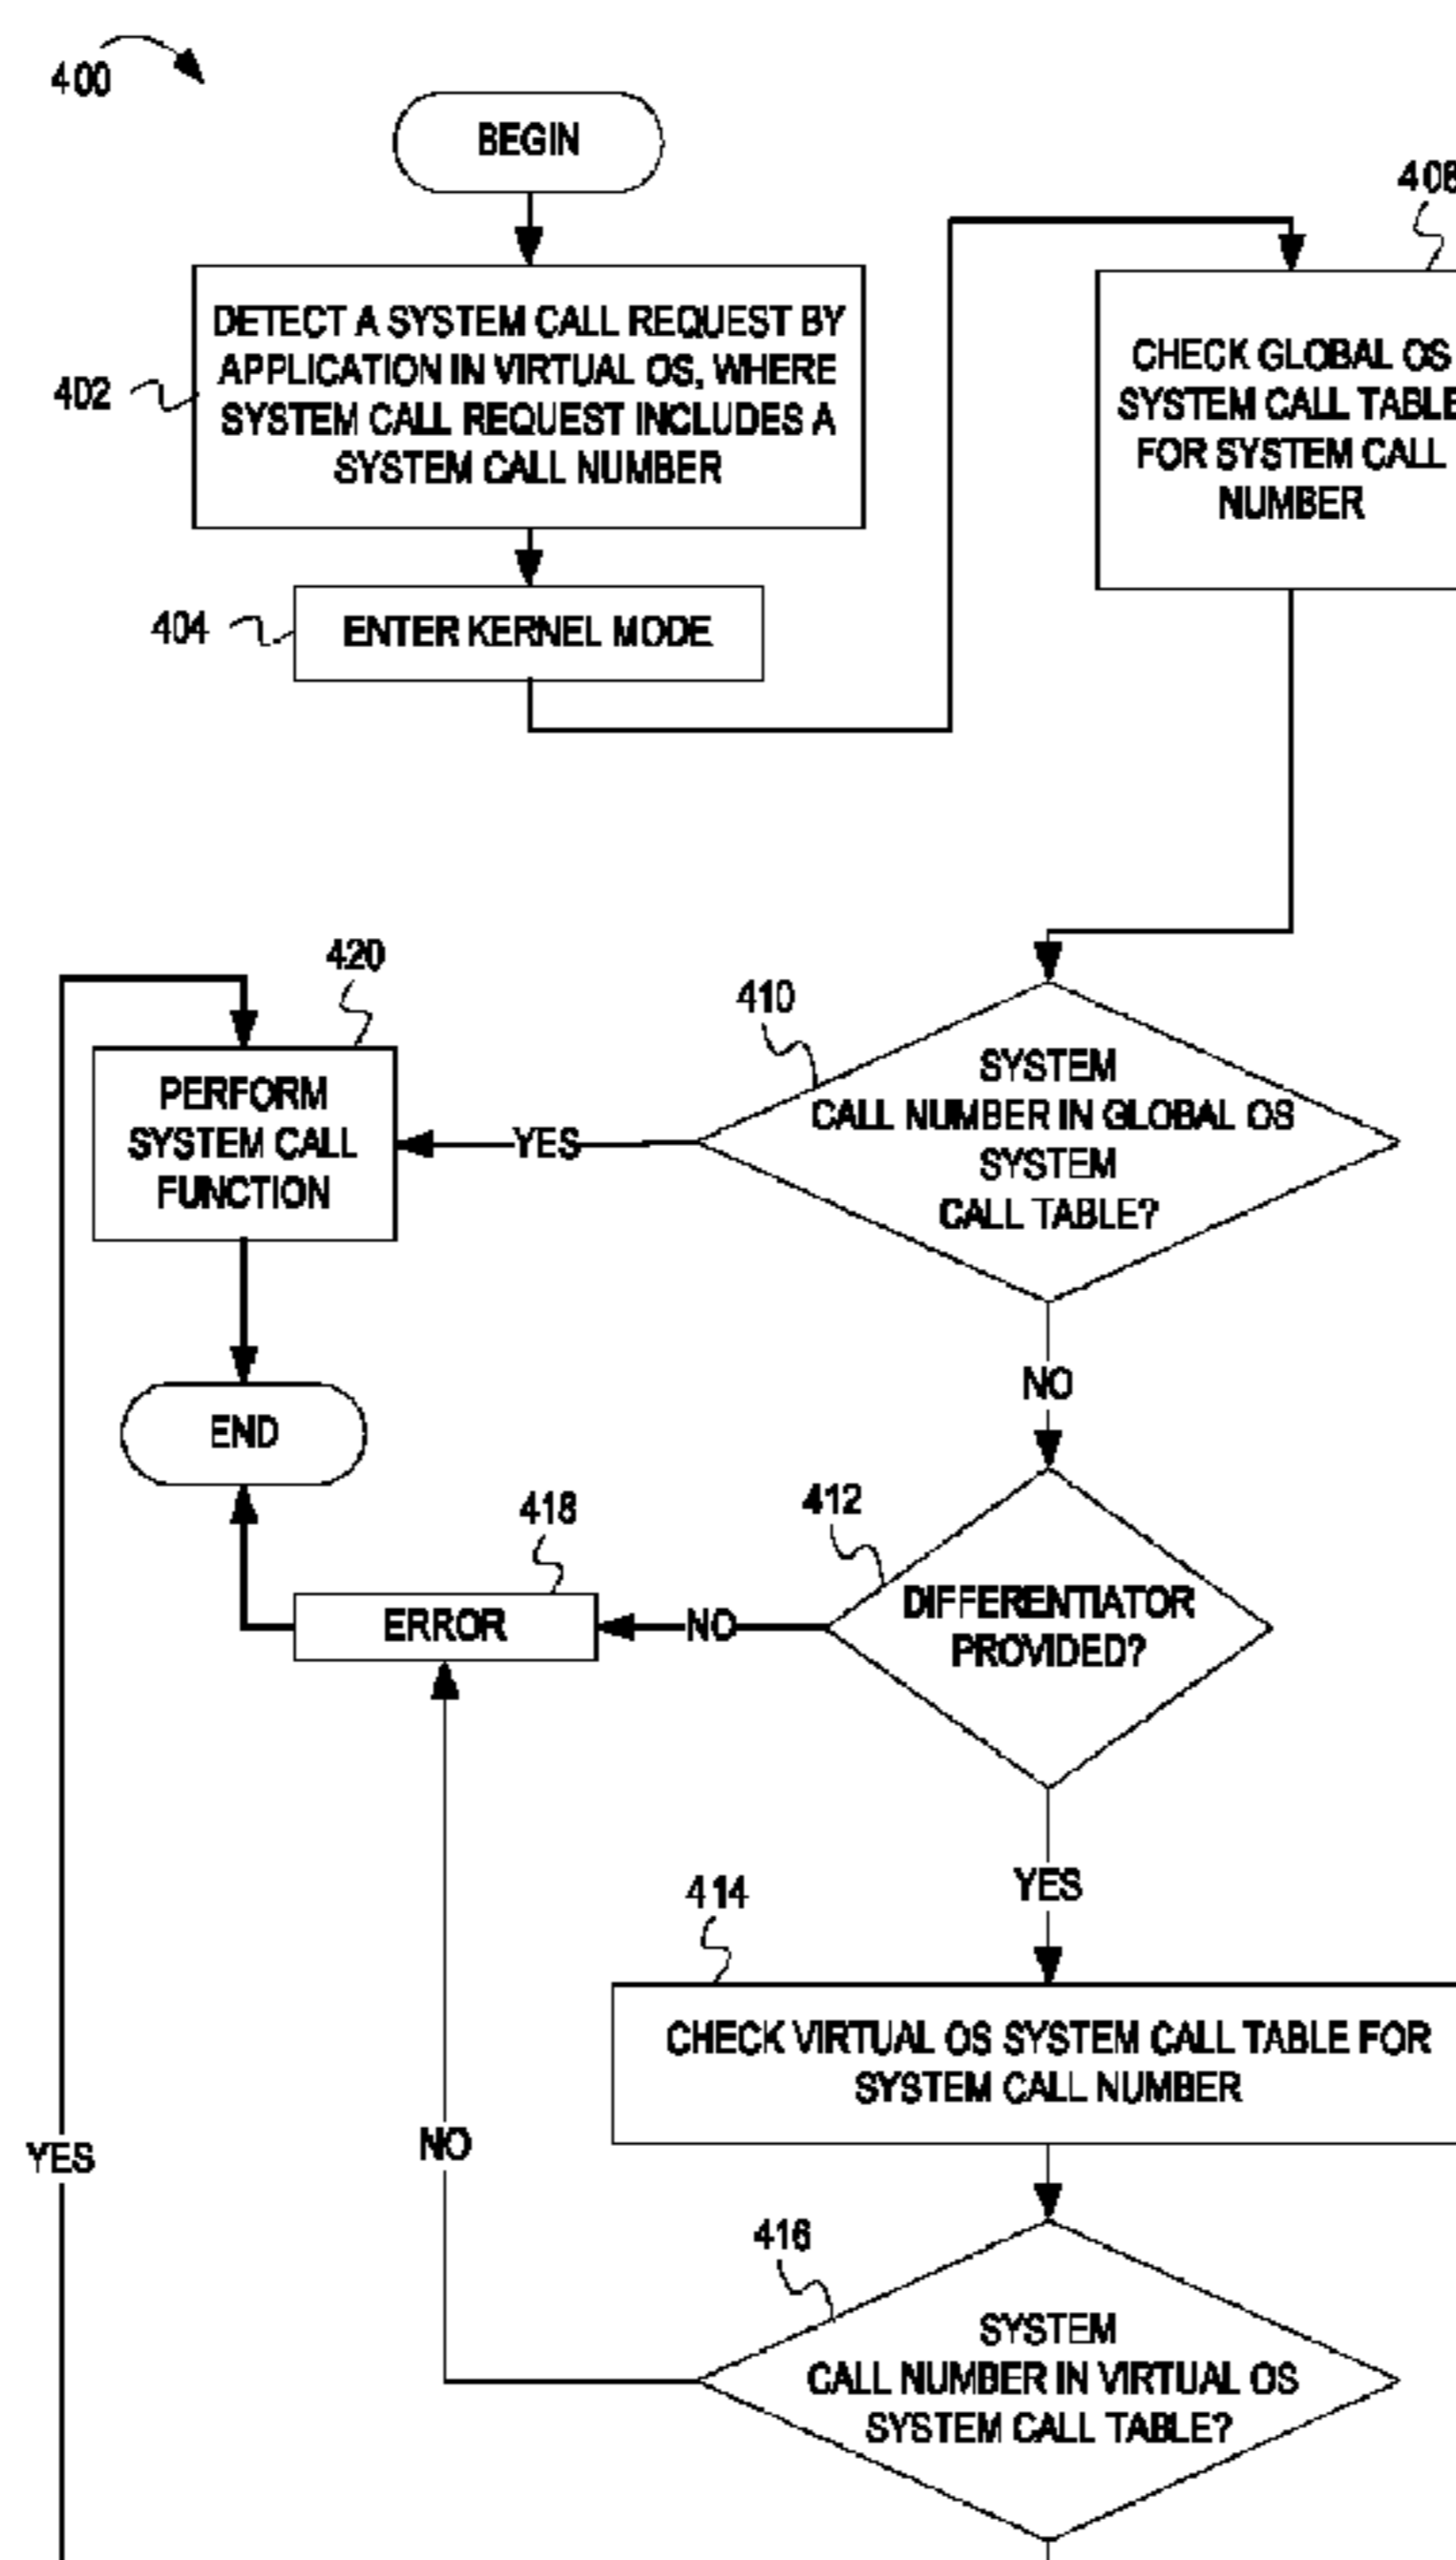 400
BEGIN
402
DETECT A SYSTEM CALL REQUEST BY
APPLICATION IN VIRTUAL OS, WHERE
SYSTEM CALL REQUEST INCLUDES A
SYSTEM CALL NUMBER
404
ENTER KERNEL MODE
408
CHECK GLOBAL OS
SYSTEM CALL TABLE
FOR SYSTEM CALL
NUMBER
410
SYSTEM
CALL NUMBER IN GLOBAL OS
SYSTEM
CALL TABLE?
YES
420
PERFORM
SYSTEM CALL
FUNCTION
END
NO
412
DIFFERENTIATOR
PROVIDED?
NO
418
ERROR
YES
414
CHECK VIRTUAL OS SYSTEM CALL TABLE FOR
SYSTEM CALL NUMBER
416
SYSTEM
CALL NUMBER IN VIRTUAL OS
SYSTEM CALL TABLE?
NO
YES